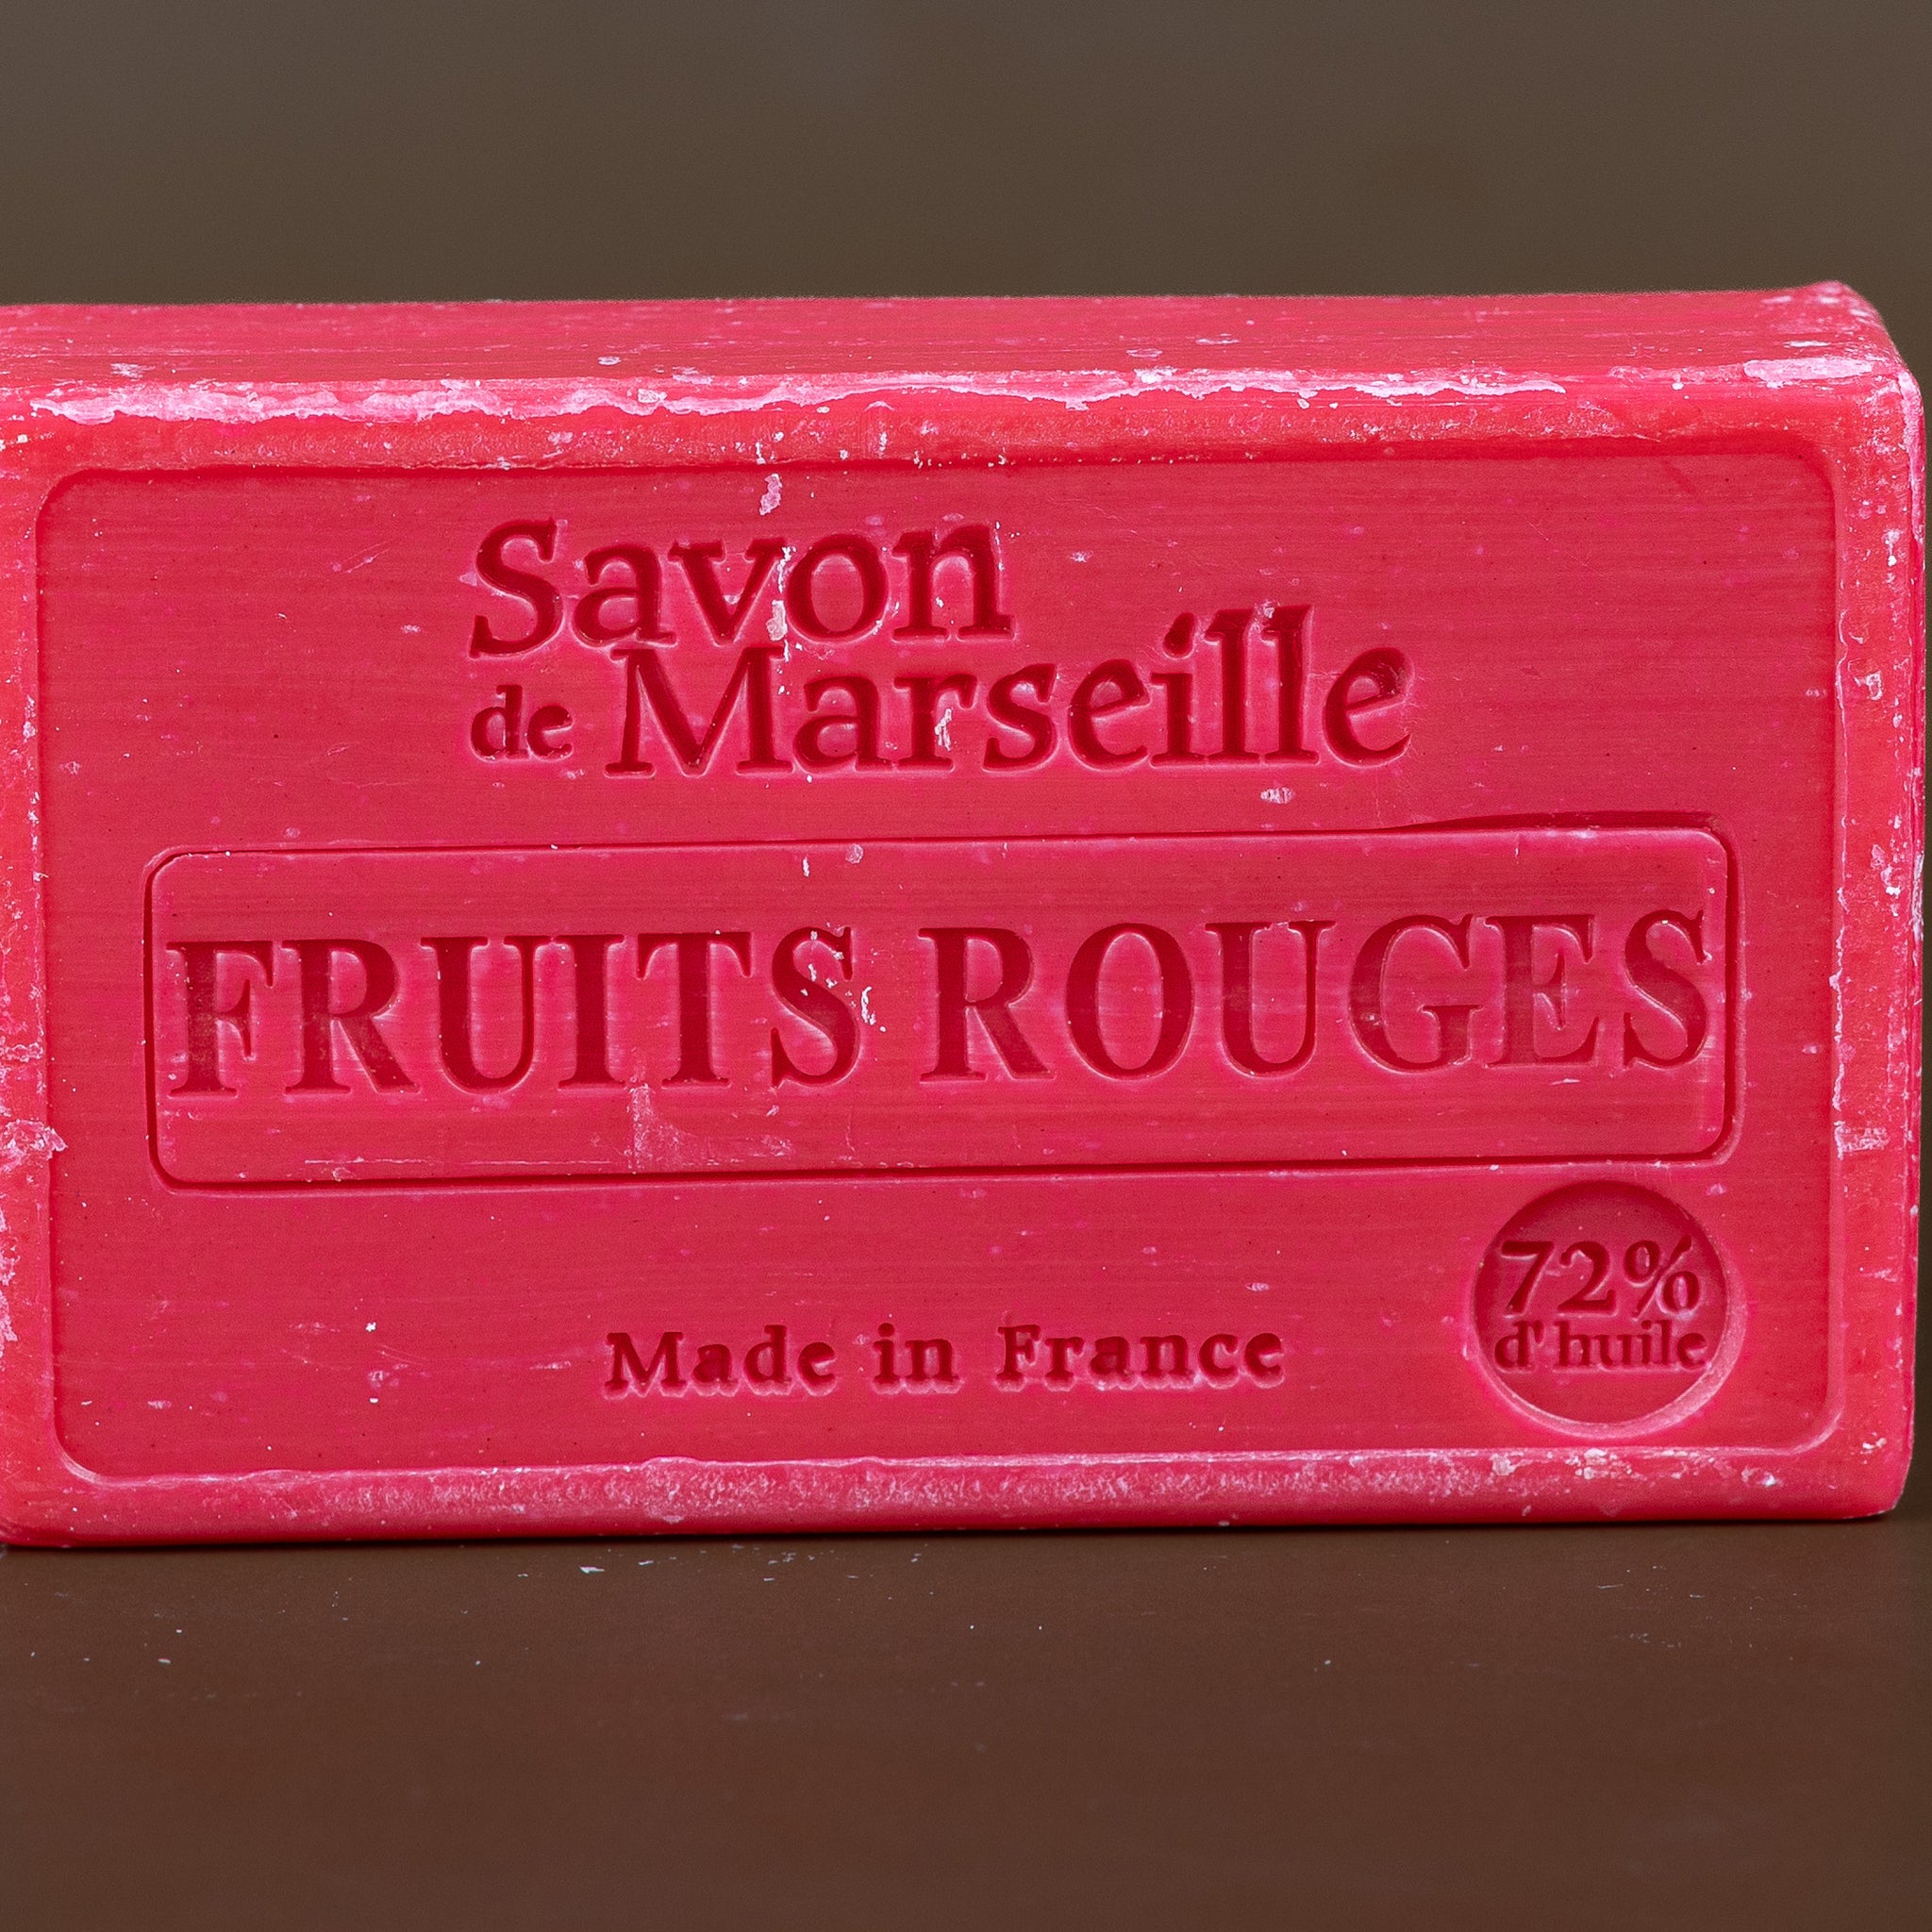 Savon
de Marseille
FRUITS ROUGES
72%
d'huile
Made in France